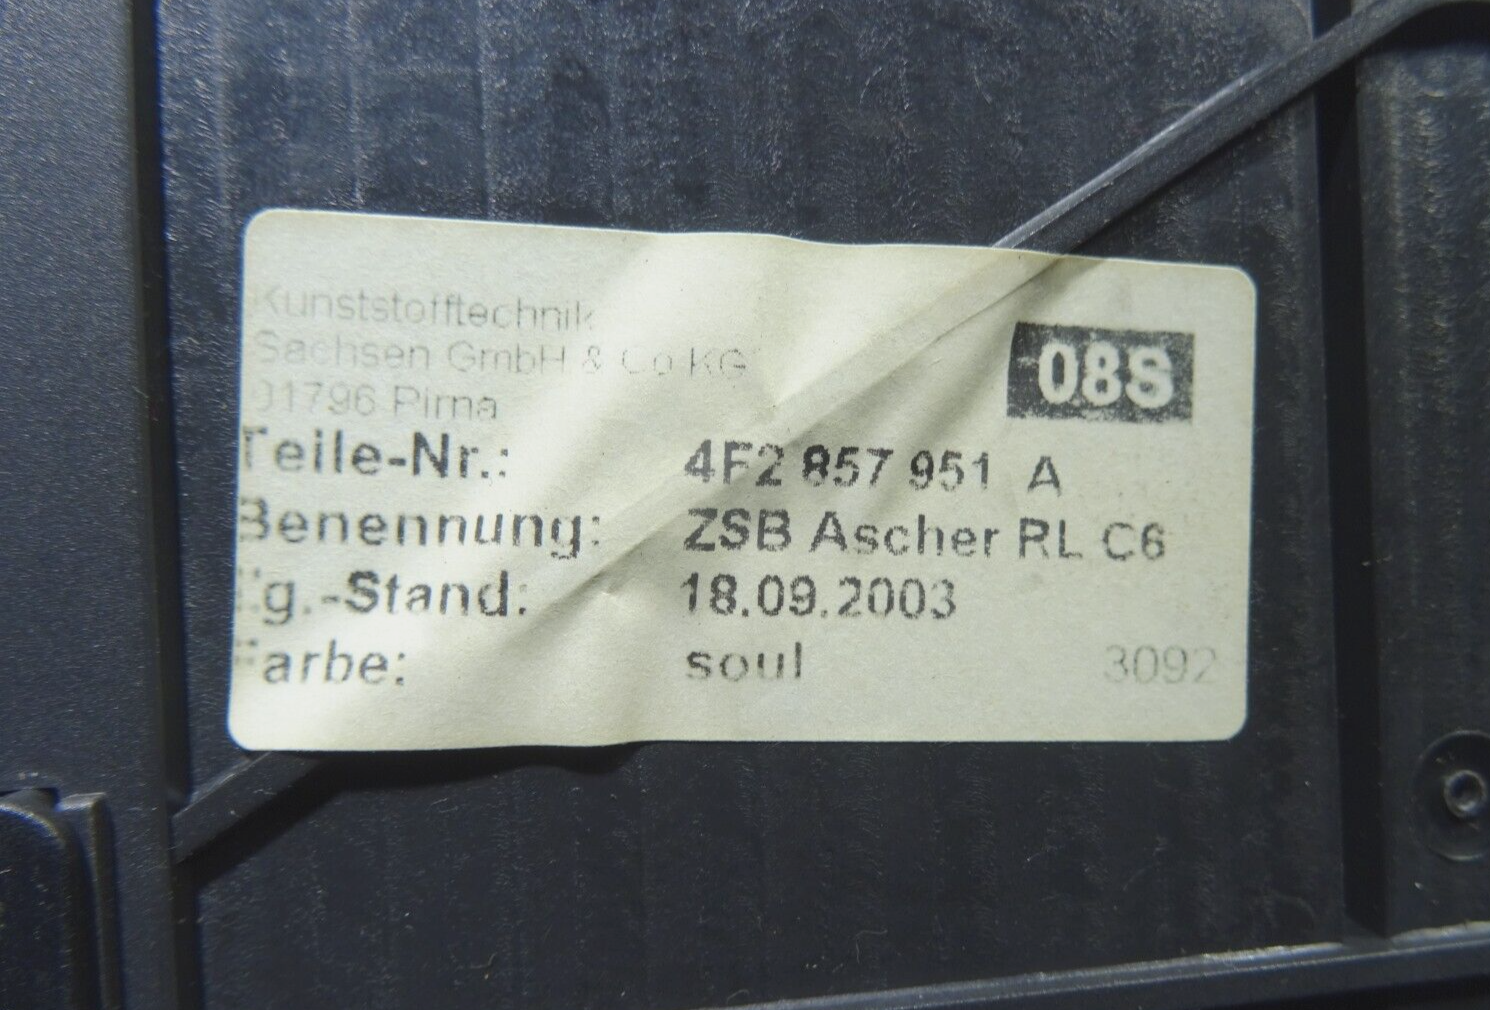 Kunststofftechnik
Sachsen GmbH & Co KG
01796 Pirna
08S
Teile-Nr.: 4F2 857 951 A
Benennung: ZSB Ascher RL C6
18.09.2003
Farbe: soul 3092